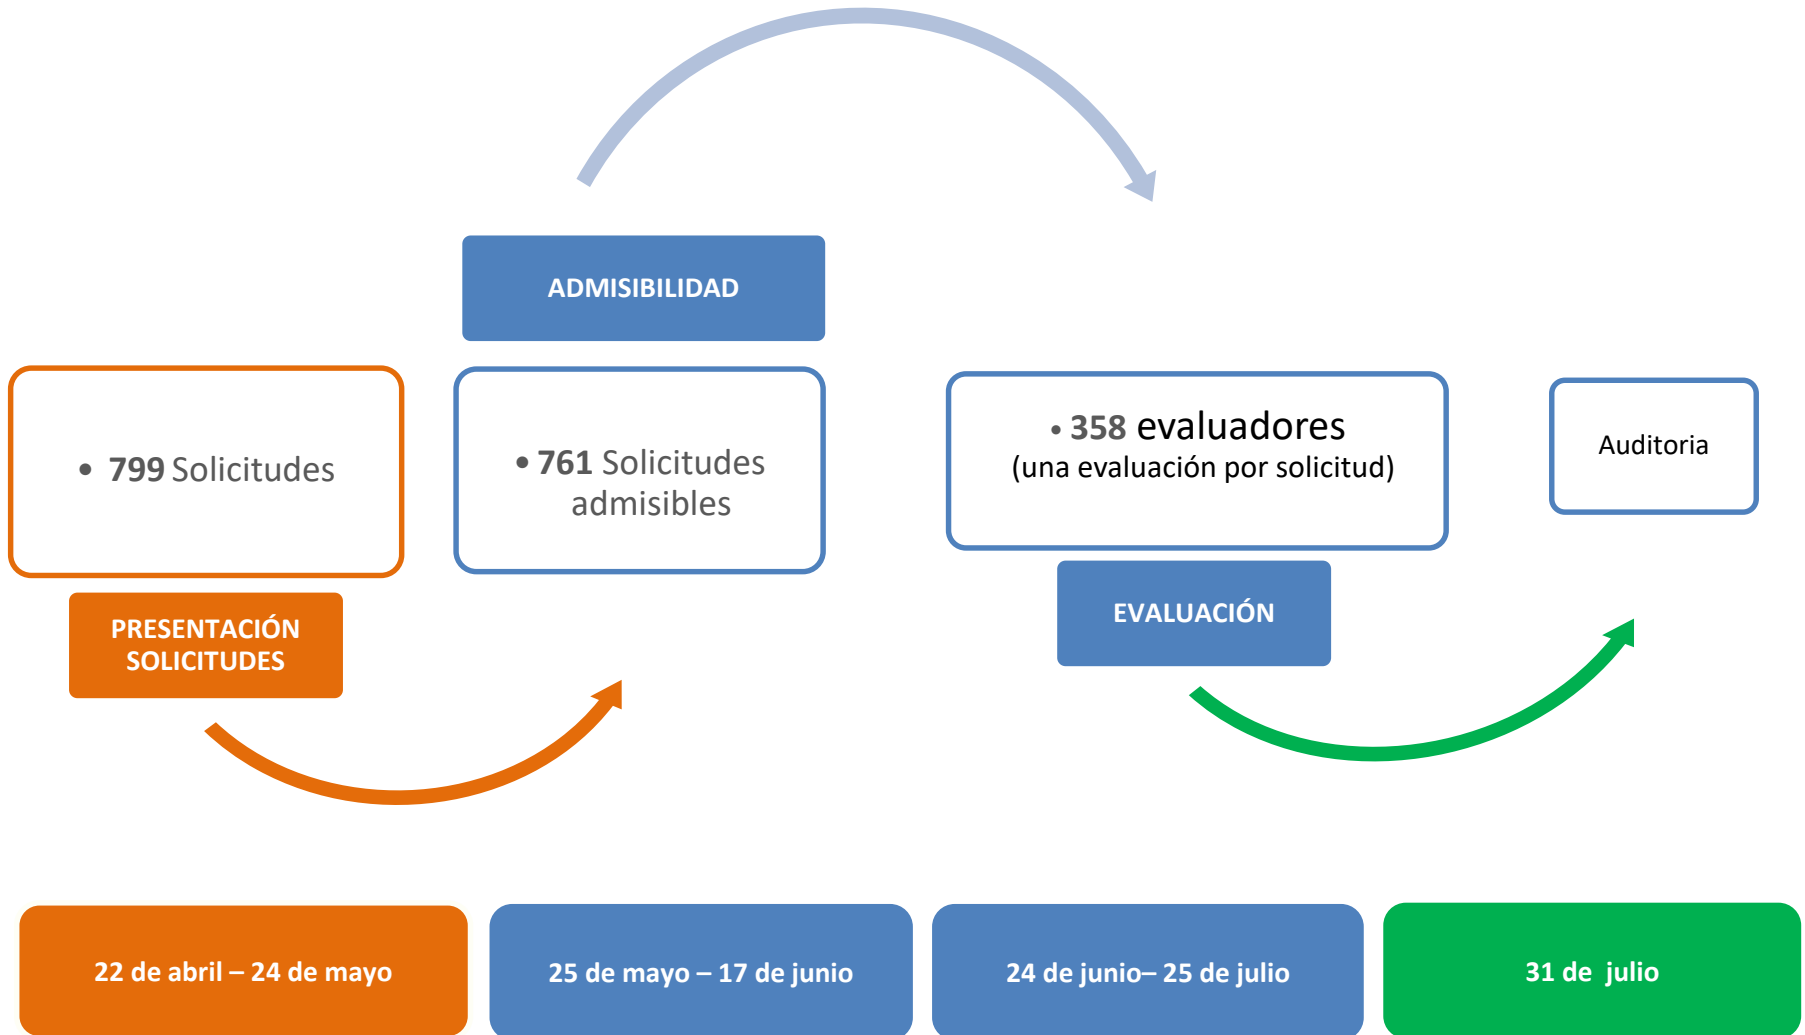 ADMISIBILIDAD
• 799 Solicitudes
• 761 Solicitudes
admisibles
• 358 evaluadores
(una evaluación por solicitud)
Auditoria
PRESENTACIÓN
SOLICITUDES
EVALUACIÓN
22 de abril – 24 de mayo
25 de mayo – 17 de junio
24 de junio– 25 de julio
31 de  julio